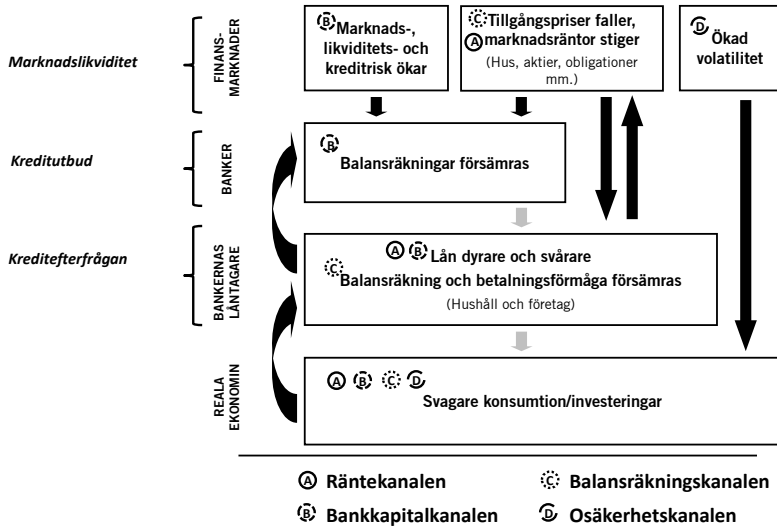 Marknadslikviditet
FINANS-
MARKNADER
B Marknads-,
likviditets- och
kreditrisk ökar
C Tillgångspriser faller,
A marknadsräntor stiger
(Hus, aktier, obligationer
mm.)
D Ökad
volatilitet
Kreditutbud
BANKER
B
Balansräkningar försämras
Kreditefterfrågan
BANKERNAS
LÅNTAGARE
A B Lån dyrare och svårare
C Balansräkning och betalningsförmåga försämras
(Hushåll och företag)
REALA
EKONOMIN
A B C D
Svagare konsumtion/investeringar
A Räntekanalen
C Balansräkningskanalen
B Bankkapitalkanalen
D Osäkerhetskanalen